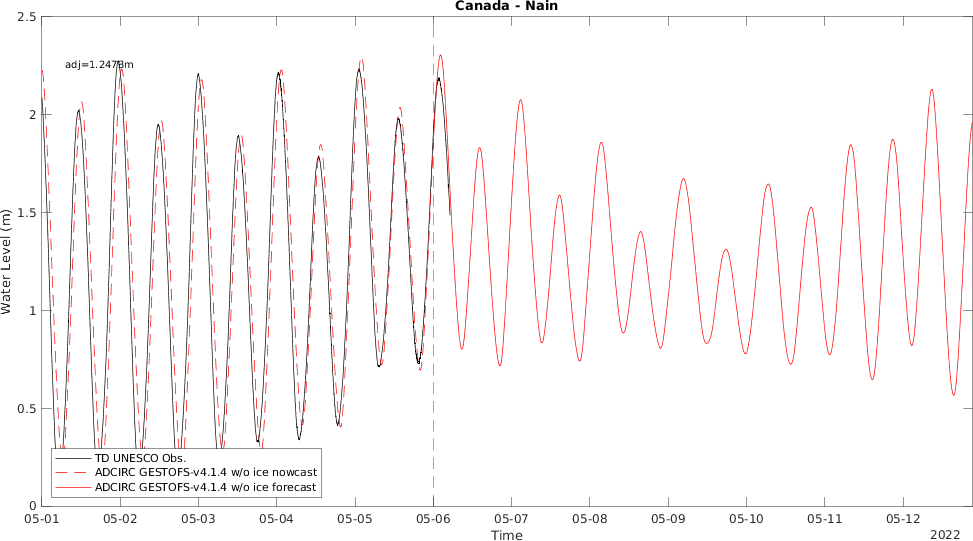 Canada - Nain
2.5
adj=1.2478m
2
1.5
Water Level (m)
1
0.5
TD UNESCO Obs.
ADCIRC GESTOFS-v4.1.4 w/o ice nowcast
ADCIRC GESTOFS-v4.1.4 w/o ice forecast
0
05-01 05-02 05-03 05-04 05-05 05-06 05-07 05-08 05-09 05-10 05-11 05-12
Time
2022